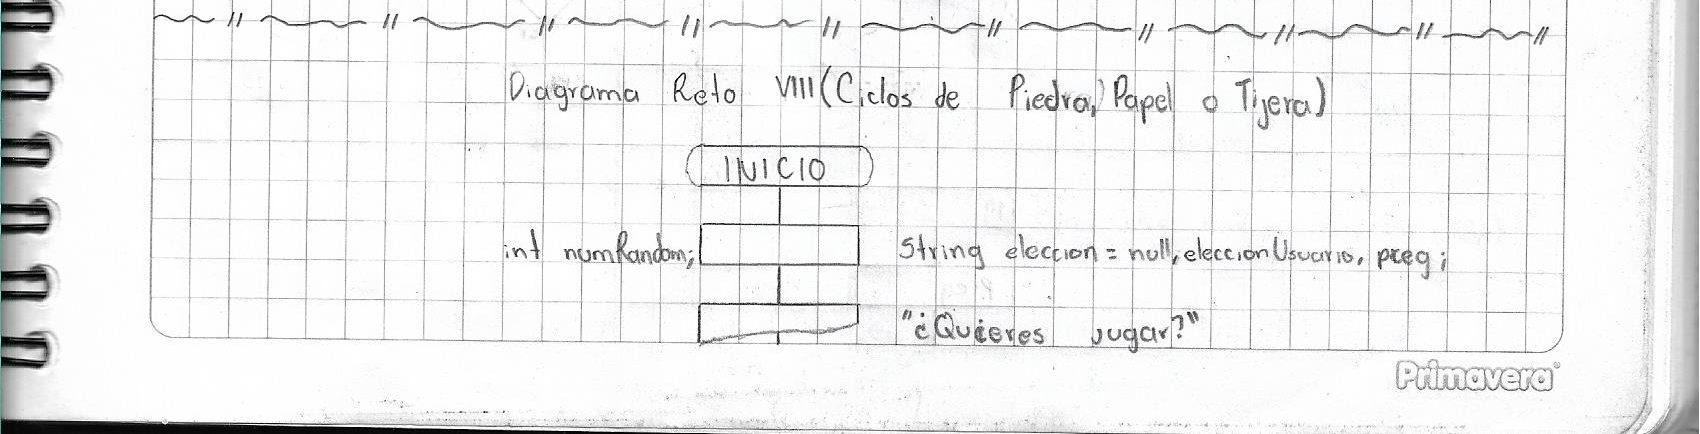 Diagrama Reto VIII (Ciclos de Piedra, Papel o Tijera)
INICIO
int numRandom; String eleccion = null, eleccionUsuario, preg;
"¿Quieres Jugar?"
Primavera